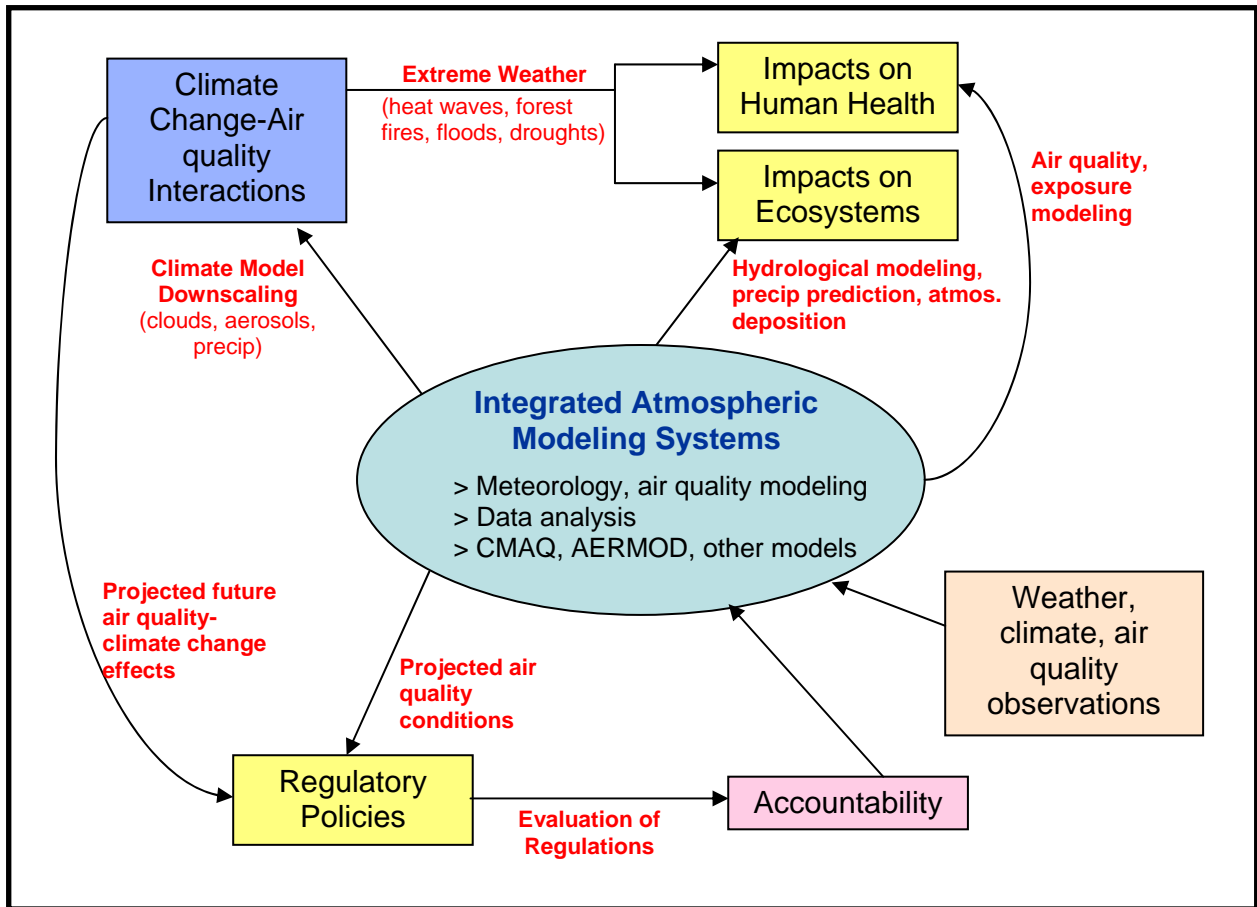 Climate
Change-Air
quality
Interactions
Extreme Weather
(heat waves, forest
fires, floods, droughts)
Impacts on
Human Health
Impacts on
Ecosystems
Air quality,
exposure
modeling
Climate Model
Downscaling
(clouds, aerosols,
precip)
Hydrological modeling,
precip prediction, atmos.
deposition
Integrated Atmospheric
Modeling Systems
> Meteorology, air quality modeling
> Data analysis
> CMAQ, AERMOD, other models
Projected future
air quality-
climate change
effects
Projected air
quality
conditions
Weather,
climate, air
quality
observations
Regulatory
Policies
Evaluation of
Regulations
Accountability